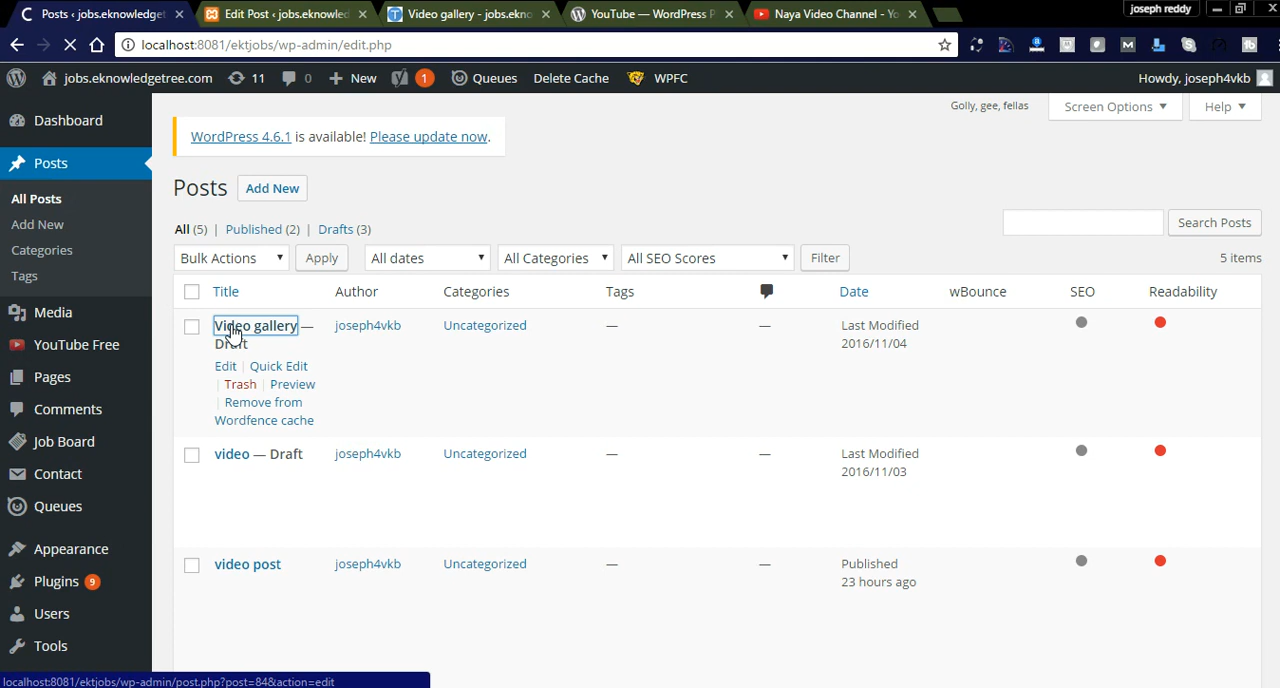 Posts ‹ jobs.eknowledge
Edit Post ‹ jobs.eknowled
Video gallery - jobs.ekno
YouTube — WordPress P
Naya Video Channel - Yo
joseph reddy
localhost:8081/ektjobs/wp-admin/edit.php
jobs.eknowledgetree.com
11
0
New
1
Queues
Delete Cache
WPFC
Howdy, joseph4vkb
Dashboard
Posts
All Posts
Add New
Categories
Tags
Media
YouTube Free
Pages
Comments
Job Board
Contact
Queues
Appearance
Plugins 9
Users
Tools
Golly, gee, fellas
Screen Options
Help
WordPress 4.6.1 is available! Please update now.
Posts
Add New
All (5) | Published (2) | Drafts (3)
Search Posts
Bulk Actions
Apply
All dates
All Categories
All SEO Scores
Filter
5 items
Title Author Categories Tags Date wBounce SEO Readability
Video gallery — joseph4vkb Uncategorized — — Last Modified
Draft 2016/11/04
Edit | Quick Edit
| Trash | Preview
| Remove from
Wordfence cache
video — Draft joseph4vkb Uncategorized — — Last Modified
2016/11/03
video post joseph4vkb Uncategorized — — Published
23 hours ago
localhost:8081/ektjobs/wp-admin/post.php?post=84&action=edit